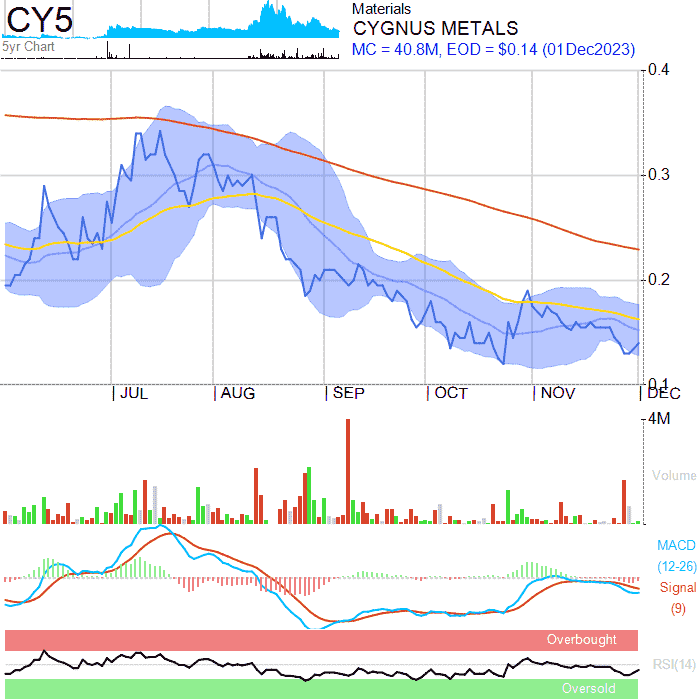 CY5
5yr Chart
Materials
CYGNUS METALS
MC = 40.8M, EOD = $0.14 (01Dec2023)
0.4
0.3
0.2
0.1
JUL
AUG
SEP
OCT
NOV
DEC
4M
Volume
MACD
(12-26)
Signal
(9)
Overbought
RSI(14)
Oversold